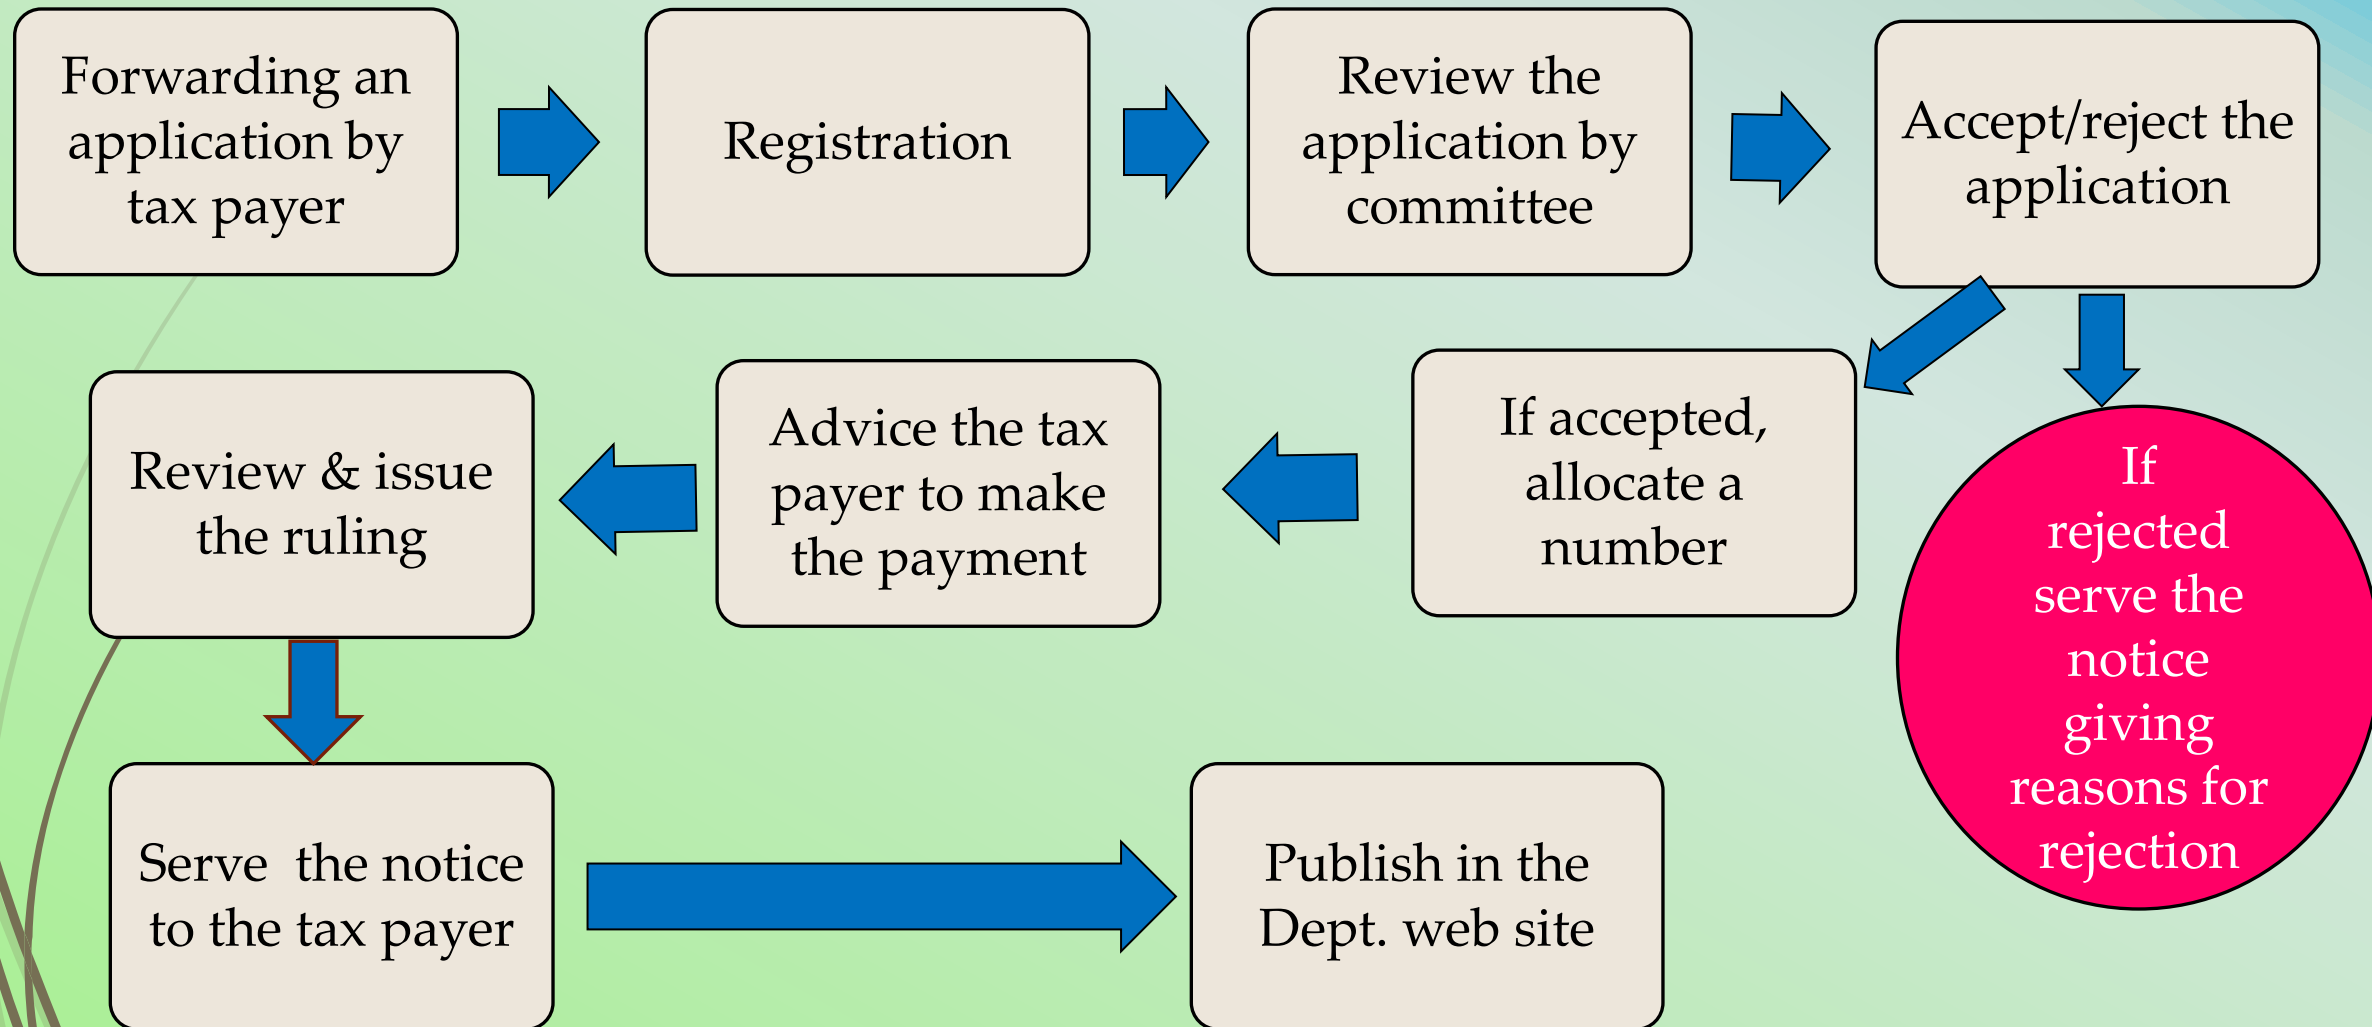 Forwarding an
application by
tax payer
Registration
Review the
application by
committee
Accept/reject the
application
If accepted,
allocate a
number
Advice the tax
payer to make
the payment
Review & issue
the ruling
If
rejected
serve the
notice
giving
reasons for
rejection
Serve  the notice
to the tax payer
Publish in the
Dept. web site